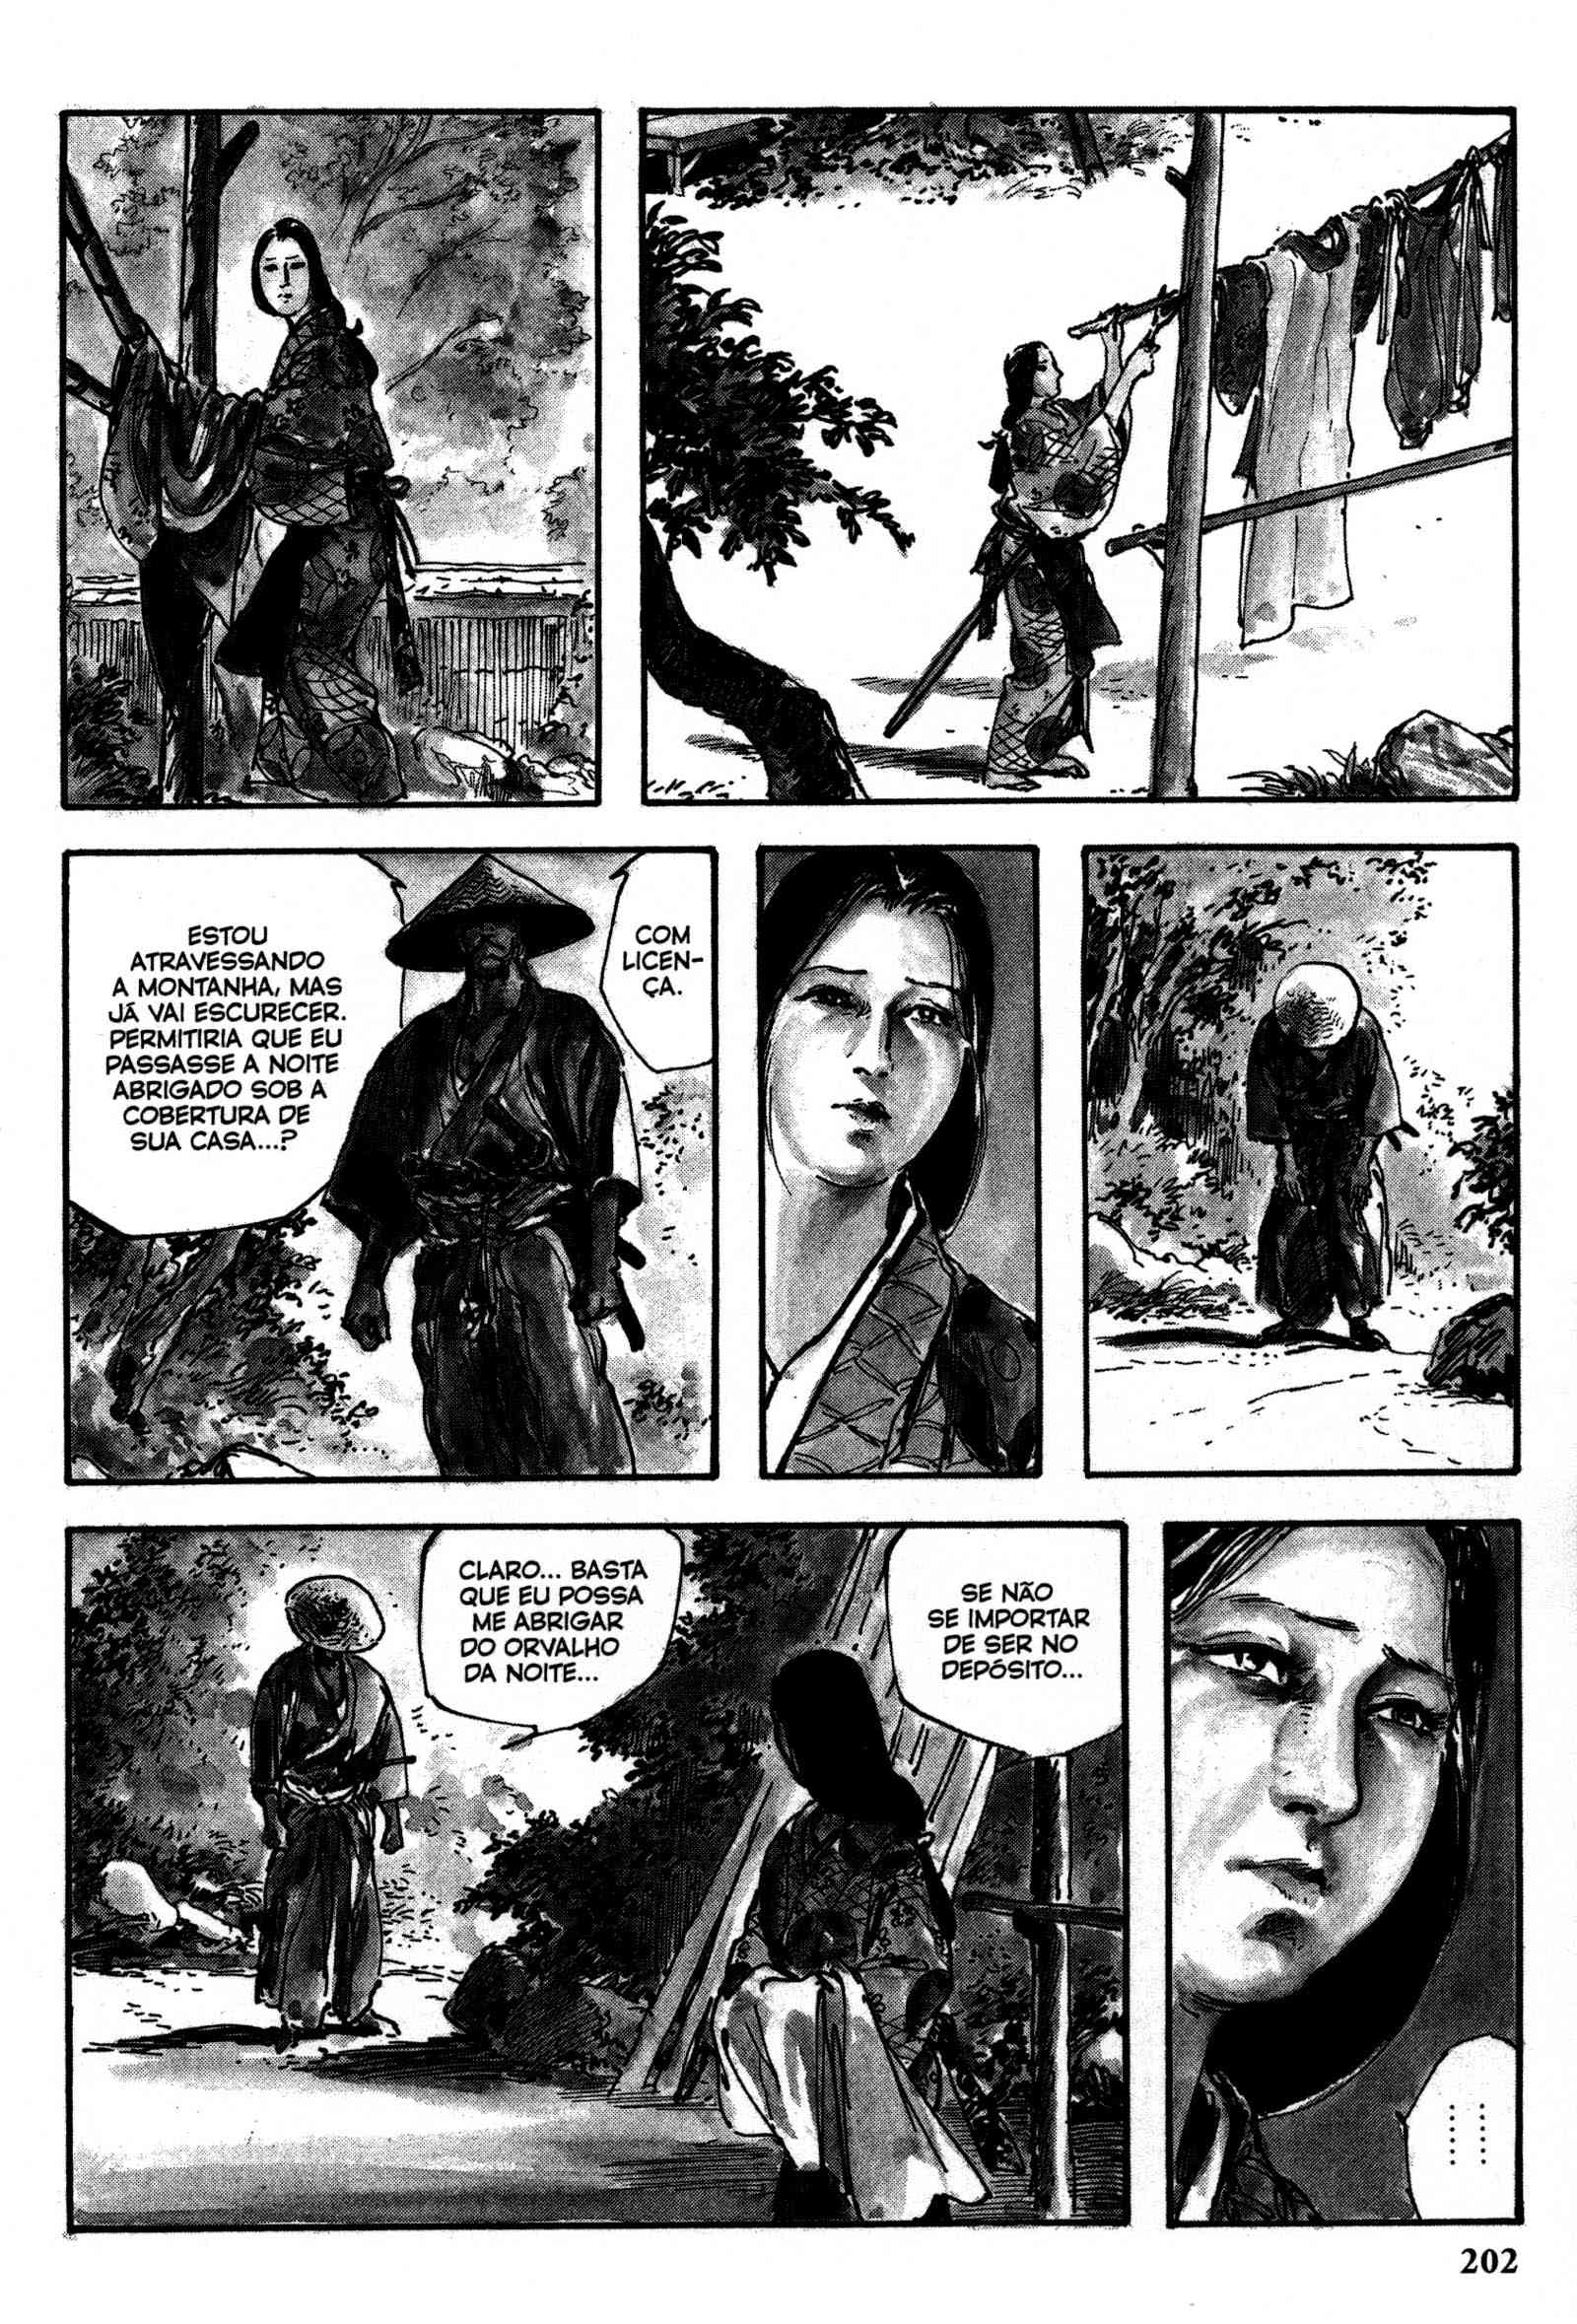 COM
LICEN-
ÇA.
ESTOU
ATRAVESSANDO
A MONTANHA, MAS
JÁ VAI ESCURECER.
PERMITIRIA QUE EU
PASSASSE A NOITE
ABRIGADO SOB A
COBERTURA DE
SUA CASA...?
......
......
SE NÃO
SE IMPORTAR
DE SER NO
DEPÓSITO...
CLARO... BASTA
QUE EU POSSA
ME ABRIGAR
DO ORVALHO
DA NOITE...
202